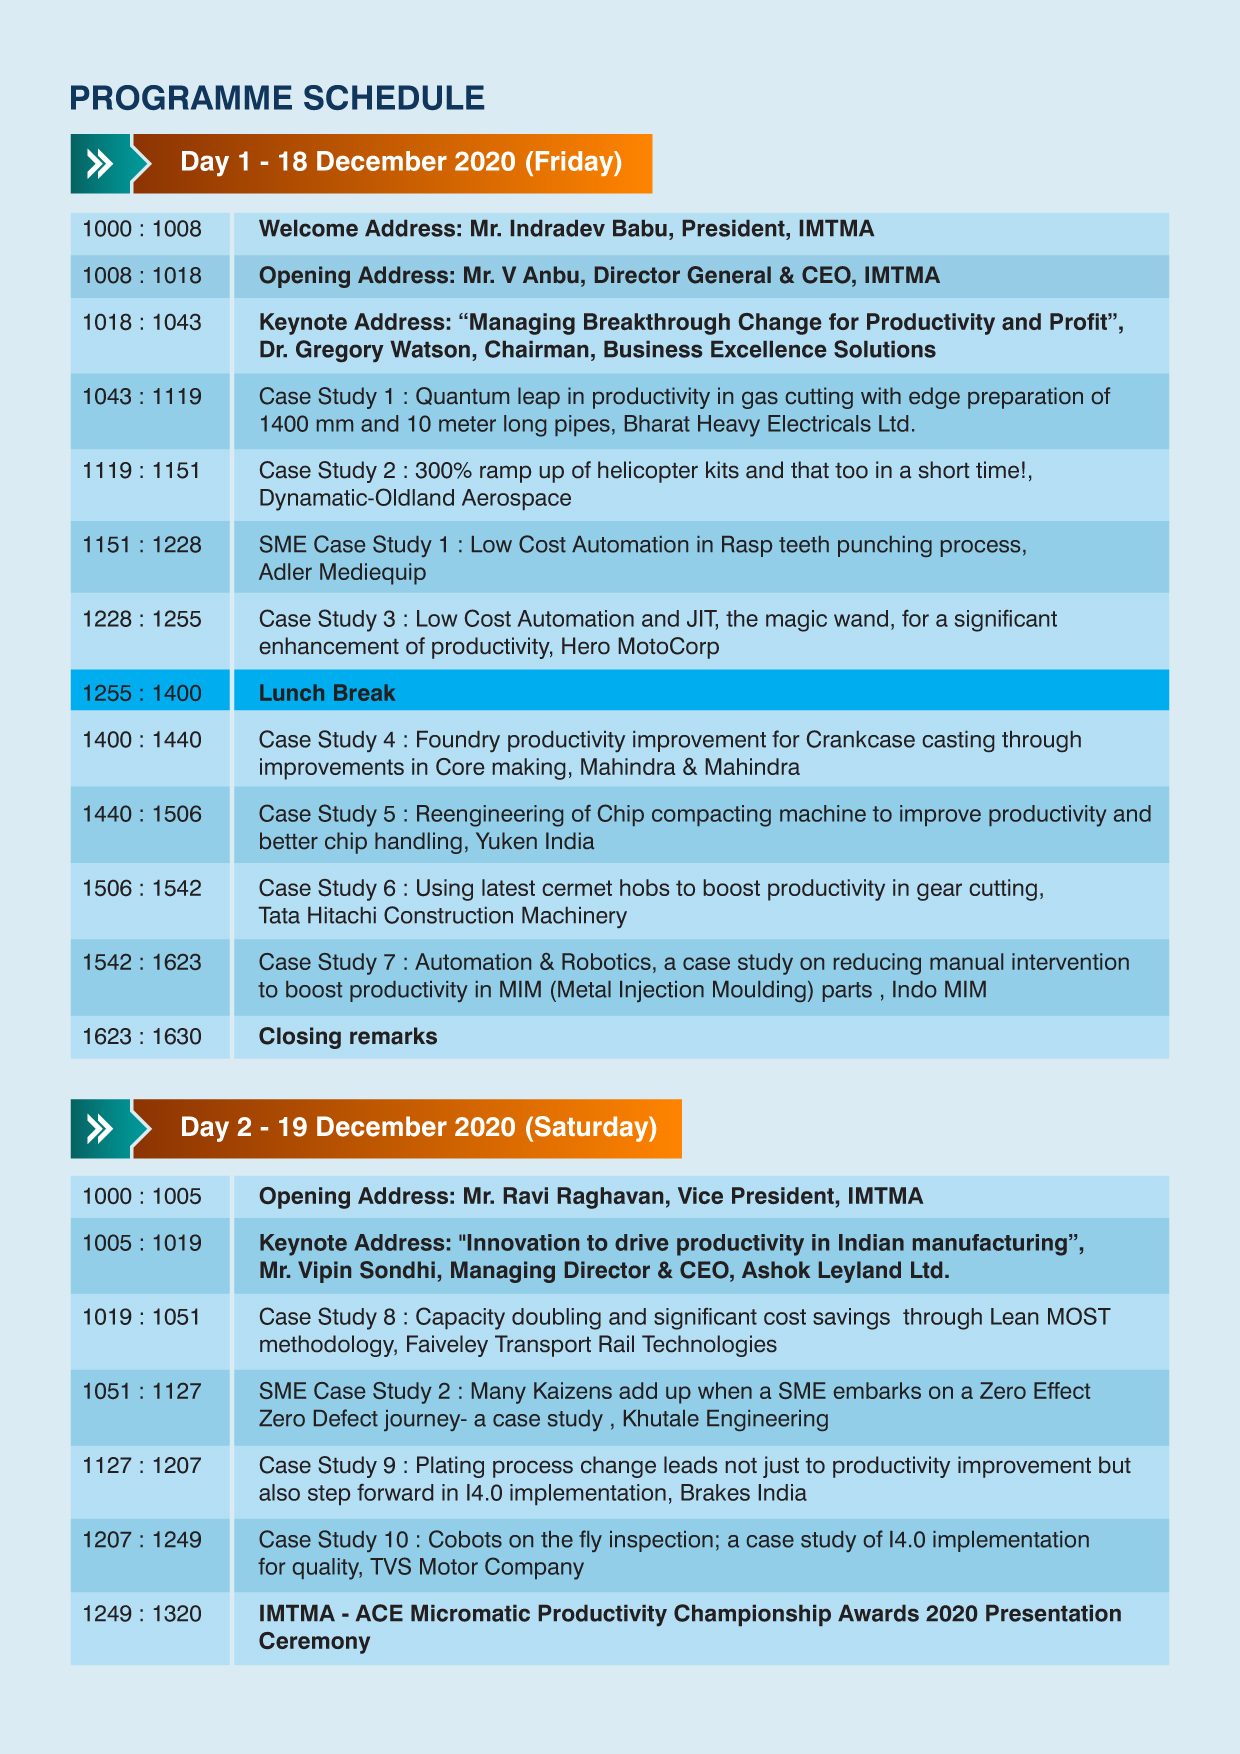 PROGRAMME SCHEDULE
Day 1 - 18 December 2020 (Friday)
1000 : 1008 Welcome Address: Mr. Indradev Babu, President, IMTMA
1008 : 1018 Opening Address: Mr. V Anbu, Director General & CEO, IMTMA
1018 : 1043 Keynote Address: “Managing Breakthrough Change for Productivity and Profit”,
Dr. Gregory Watson, Chairman, Business Excellence Solutions
1043 : 1119 Case Study 1 : Quantum leap in productivity in gas cutting with edge preparation of
1400 mm and 10 meter long pipes, Bharat Heavy Electricals Ltd.
1119 : 1151 Case Study 2 : 300% ramp up of helicopter kits and that too in a short time!,
Dynamatic-Oldland Aerospace
1151 : 1228 SME Case Study 1 : Low Cost Automation in Rasp teeth punching process,
Adler Mediequip
1228 : 1255 Case Study 3 : Low Cost Automation and JIT, the magic wand, for a significant
enhancement of productivity, Hero MotoCorp
1255 : 1400 Lunch Break
1400 : 1440 Case Study 4 : Foundry productivity improvement for Crankcase casting through
improvements in Core making, Mahindra & Mahindra
1440 : 1506 Case Study 5 : Reengineering of Chip compacting machine to improve productivity and
better chip handling, Yuken India
1506 : 1542 Case Study 6 : Using latest cermet hobs to boost productivity in gear cutting,
Tata Hitachi Construction Machinery
1542 : 1623 Case Study 7 : Automation & Robotics, a case study on reducing manual intervention
to boost productivity in MIM (Metal Injection Moulding) parts , Indo MIM
1623 : 1630 Closing remarks
Day 2 - 19 December 2020 (Saturday)
1000 : 1005 Opening Address: Mr. Ravi Raghavan, Vice President, IMTMA
1005 : 1019 Keynote Address: "Innovation to drive productivity in Indian manufacturing”,
Mr. Vipin Sondhi, Managing Director & CEO, Ashok Leyland Ltd.
1019 : 1051 Case Study 8 : Capacity doubling and significant cost savings  through Lean MOST
methodology, Faiveley Transport Rail Technologies
1051 : 1127 SME Case Study 2 : Many Kaizens add up when a SME embarks on a Zero Effect
Zero Defect journey- a case study , Khutale Engineering
1127 : 1207 Case Study 9 : Plating process change leads not just to productivity improvement but
also step forward in I4.0 implementation, Brakes India
1207 : 1249 Case Study 10 : Cobots on the fly inspection; a case study of I4.0 implementation
for quality, TVS Motor Company
1249 : 1320 IMTMA - ACE Micromatic Productivity Championship Awards 2020 Presentation
Ceremony